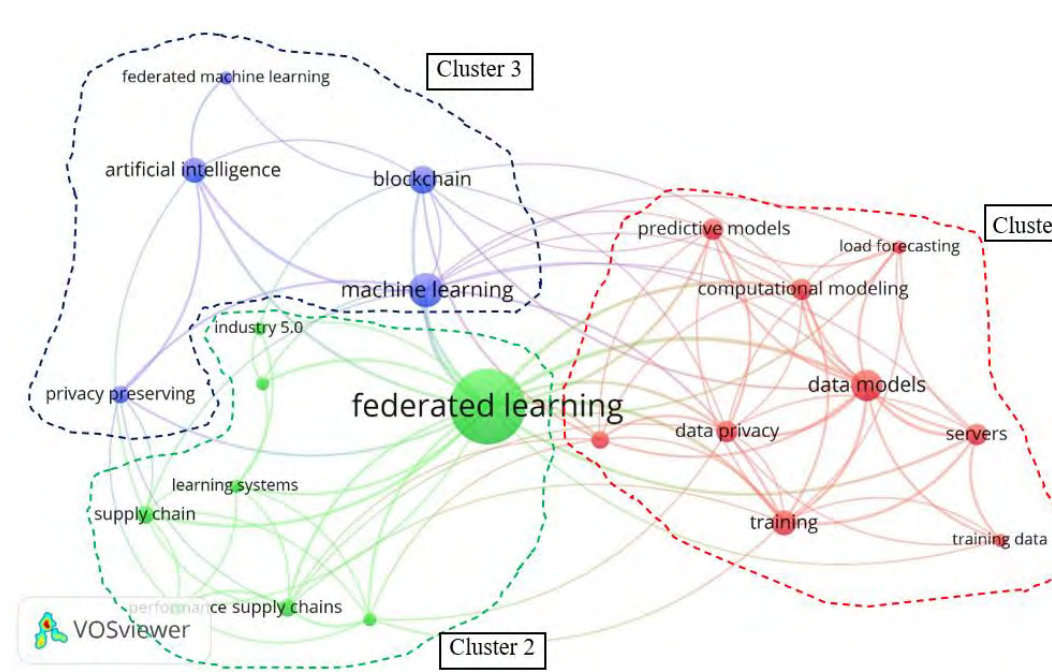 Cluster 3
federated machine learning
artificial intelligence
blockchain
Cluste
predictive models
load forecasting
machine learning
computational modeling
industry 5.0
privacy preserving
data models
federated learning
data privacy
servers
learning systems
supply chain
training
training data
performance supply chains
VOSviewer
Cluster 2